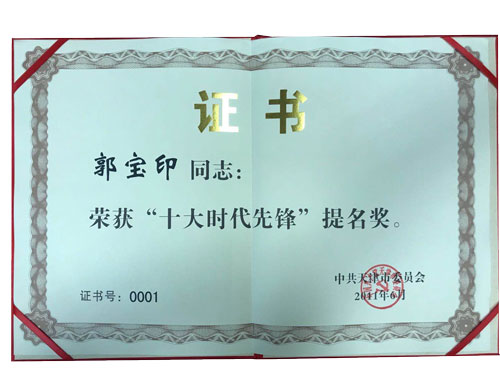 证书
郭宝印 同志：
荣获“十大时代先锋”提名奖。
中共天津市委员会
2011年6月
证书号：0001